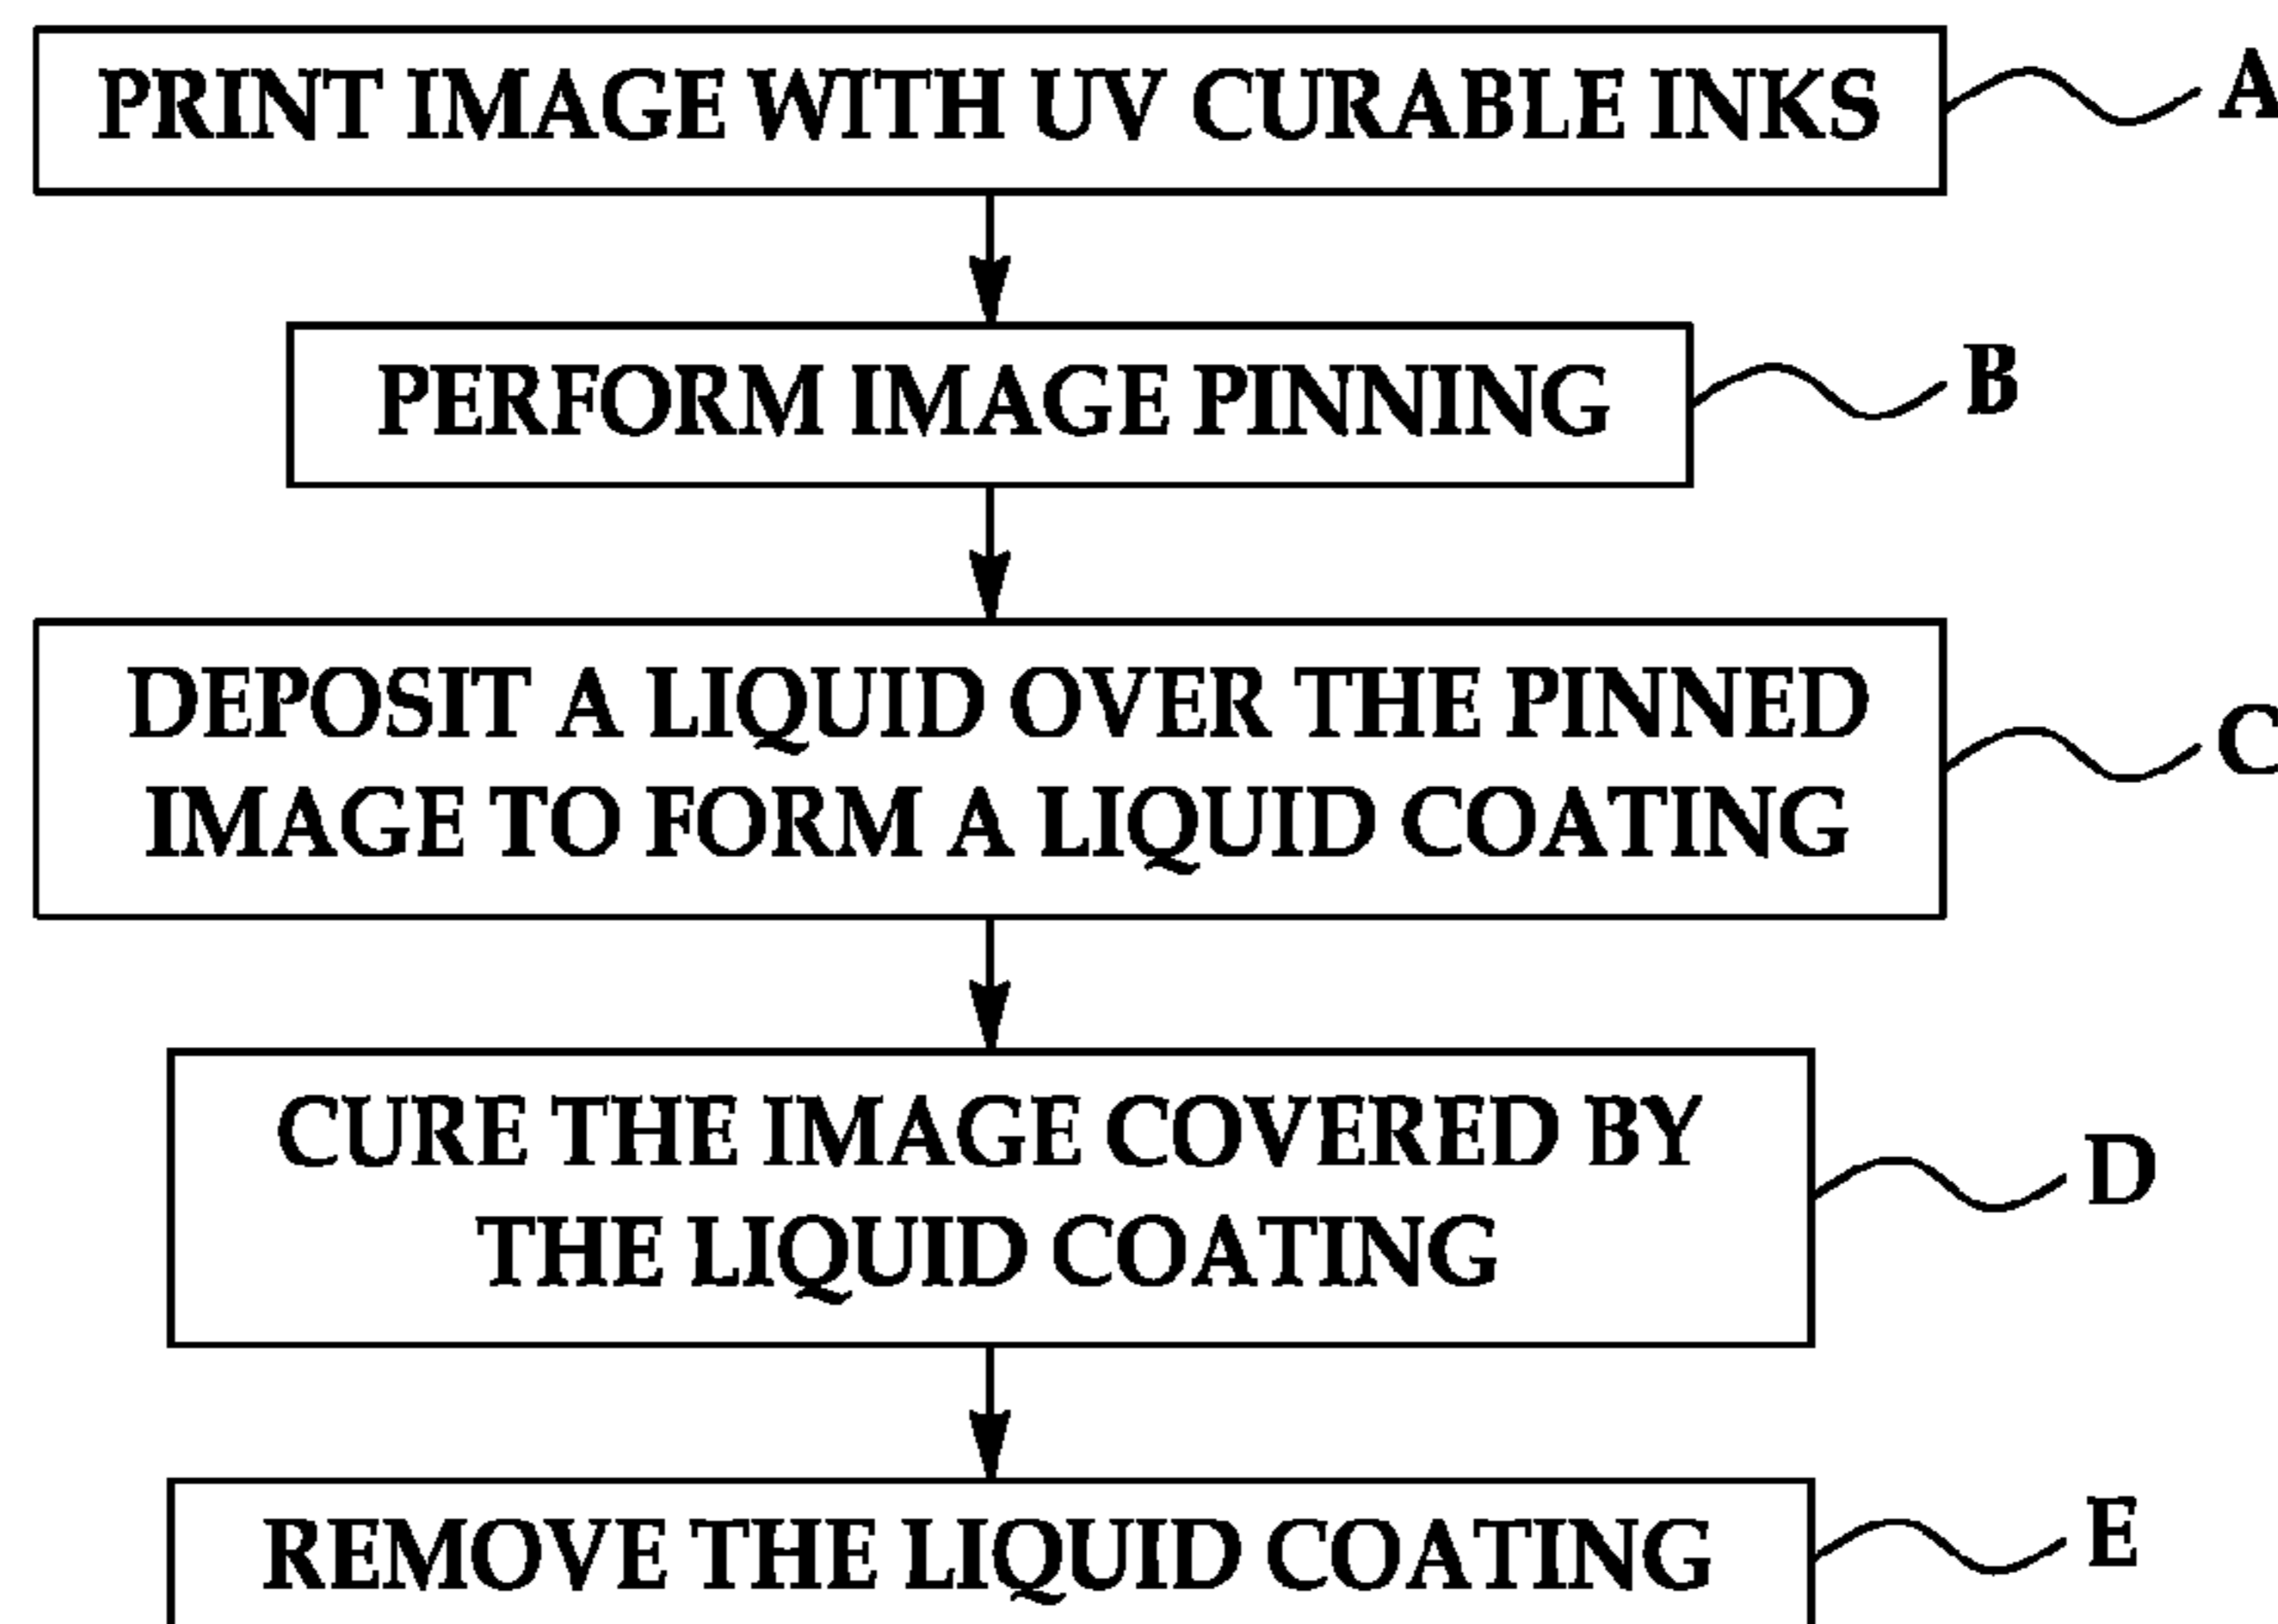 PRINT IMAGE WITH UV CURABLE INKS
A
PERFORM IMAGE PINNING
B
DEPOSIT A LIQUID OVER THE PINNED
IMAGE TO FORM A LIQUID COATING
C
CURE THE IMAGE COVERED BY
THE LIQUID COATING
D
REMOVE THE LIQUID COATING
E